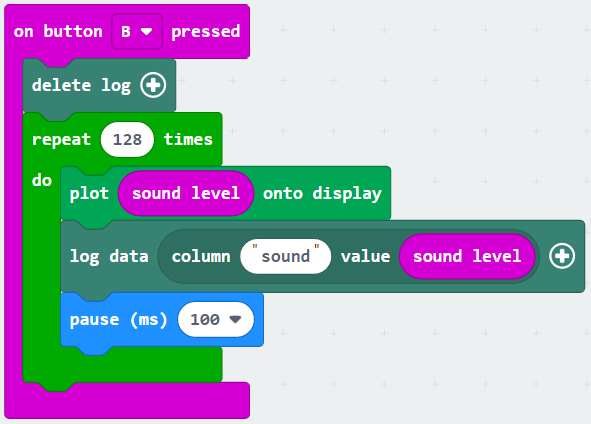 on button B pressed
delete log
repeat 128 times
do
plot sound level onto display
log data column "sound" value sound level
pause (ms) 100